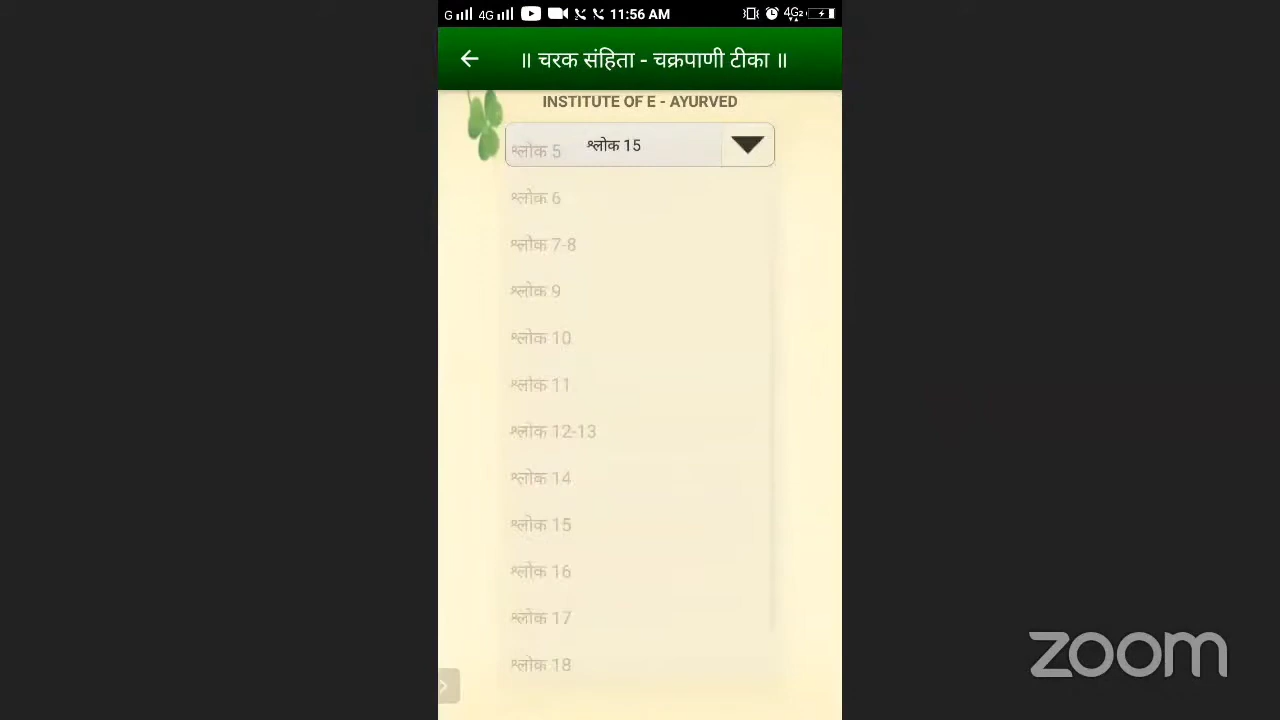 G 4G 11:56 AM 4G2
॥ चरक संहिता - चक्रपाणी टीका ॥
INSTITUTE OF E - AYURVED
श्लोक 15
श्लोक 5
श्लोक 6
श्लोक 7-8
श्लोक 9
श्लोक 10
श्लोक 11
श्लोक 12-13
श्लोक 14
श्लोक 15
श्लोक 16
श्लोक 17
श्लोक 18
zoom